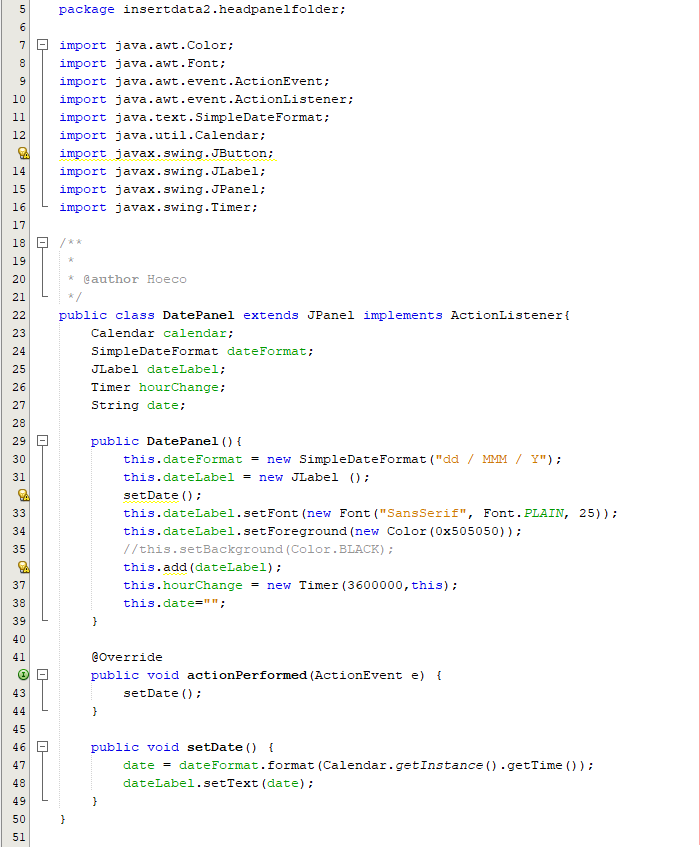 5 package insertdata2.headpanelfolder;
6
7 import java.awt.Color;
8 import java.awt.Font;
9 import java.awt.event.ActionEvent;
10 import java.awt.event.ActionListener;
11 import java.text.SimpleDateFormat;
12 import java.util.Calendar;
import javax.swing.JButton;
14 import javax.swing.JLabel;
15 import javax.swing.JPanel;
16 import javax.swing.Timer;
17
18 /**
19 *
20 * @author Hoeco
21 */
22 public class DatePanel extends JPanel implements ActionListener{
23 Calendar calendar;
24 SimpleDateFormat dateFormat;
25 JLabel dateLabel;
26 Timer hourChange;
27 String date;
28
29 public DatePanel(){
30 this.dateFormat = new SimpleDateFormat("dd / MMM / Y");
31 this.dateLabel = new JLabel ();
setDate();
33 this.dateLabel.setFont(new Font("SansSerif", Font.PLAIN, 25));
34 this.dateLabel.setForeground(new Color(0x505050));
35 //this.setBackground(Color.BLACK);
this.add(dateLabel);
37 this.hourChange = new Timer(3600000,this);
38 this.date="";
39 }
40
41 @Override
public void actionPerformed(ActionEvent e) {
43 setDate();
44 }
45
46 public void setDate() {
47 date = dateFormat.format(Calendar.getInstance().getTime());
48 dateLabel.setText(date);
49 }
50 }
51